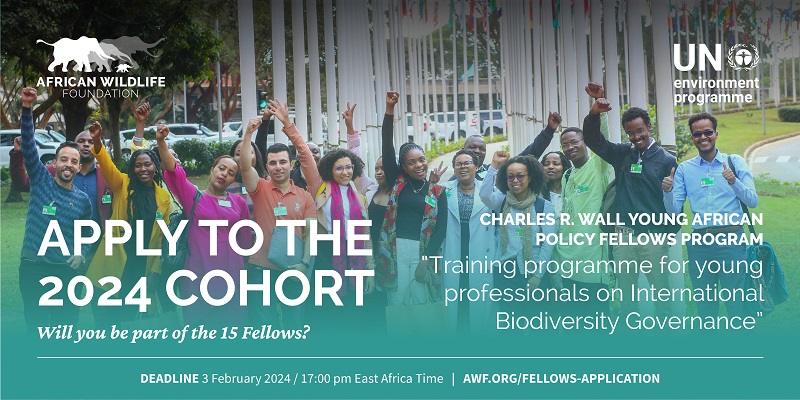 AFRICAN WILDLIFE
FOUNDATION
UN
environment
programme
APPLY TO THE
2024 COHORT
Will you be part of the 15 Fellows?
CHARLES R. WALL YOUNG AFRICAN
POLICY FELLOWS PROGRAM
"Training programme for young
professionals on International
Biodiversity Governance"
DEADLINE 3 February 2024 / 17:00 pm East Africa Time | AWF.ORG/FELLOWS-APPLICATION